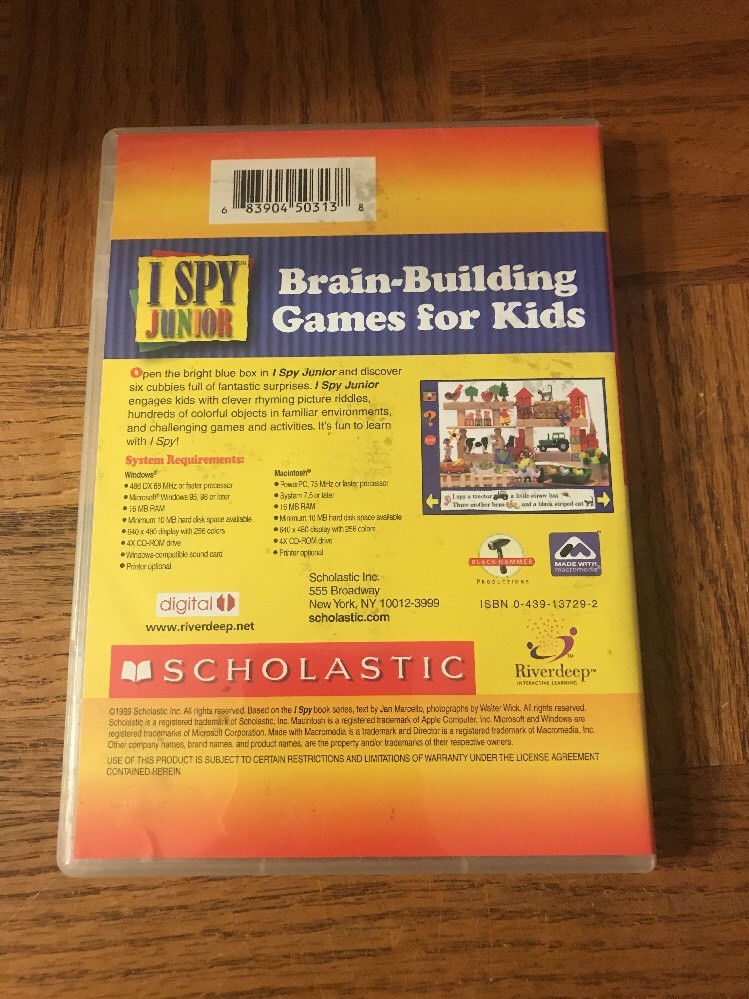 6 83904 50313 8
I SPY™
JUNIOR
Brain-Building
Games for Kids
Open the bright blue box in I Spy Junior and discover
six cubbies full of fantastic surprises. I Spy Junior
engages kids with clever rhyming picture riddles,
hundreds of colorful objects in familiar environments,
and challenging games and activities. It's fun to learn
with I Spy!
System Requirements:
Windows®
• 486 DX 66 MHz or faster processor
• Microsoft® Windows 95, 98 or later
• 16 MB RAM
• Minimum 10 MB hard disk space available
• 640 x 480 display with 256 colors
• 4X CD-ROM drive
• Windows-compatible sound card
• Printer optional
Macintosh®
• PowerPC, 75 MHz or faster processor
• System 7.5 or later
• 16 MB RAM
• Minimum 10 MB hard disk space available
• 640 x 480 display with 256 colors
• 4X CD-ROM drive
• Printer optional
I spy a tractor, a little straw hat,
Three mother hens, and a black striped cat
BLACK HAMMER
PRODUCTIONS
MADE WITH
macromedia™
Scholastic Inc.
555 Broadway
New York, NY 10012-3999
scholastic.com
ISBN 0-439-13729-2
digital
www.riverdeep.net
SCHOLASTIC
Riverdeep™
INTERACTIVE LEARNING
©1999 Scholastic Inc. All rights reserved. Based on the I Spy book series, text by Jan Marcello, photographs by Walter Wick. All rights reserved.
Scholastic is a registered trademark of Scholastic, Inc. Macintosh is a registered trademark of Apple Computer, Inc. Microsoft and Windows are
registered trademarks of Microsoft Corporation. Made with Macromedia is a trademark and Director is a registered trademark of Macromedia, Inc.
Other company names, brand names, and product names, are the property and/or trademarks of their respective owners.
USE OF THIS PRODUCT IS SUBJECT TO CERTAIN RESTRICTIONS AND LIMITATIONS OF WARRANTY UNDER THE LICENSE AGREEMENT
CONTAINED HEREIN.